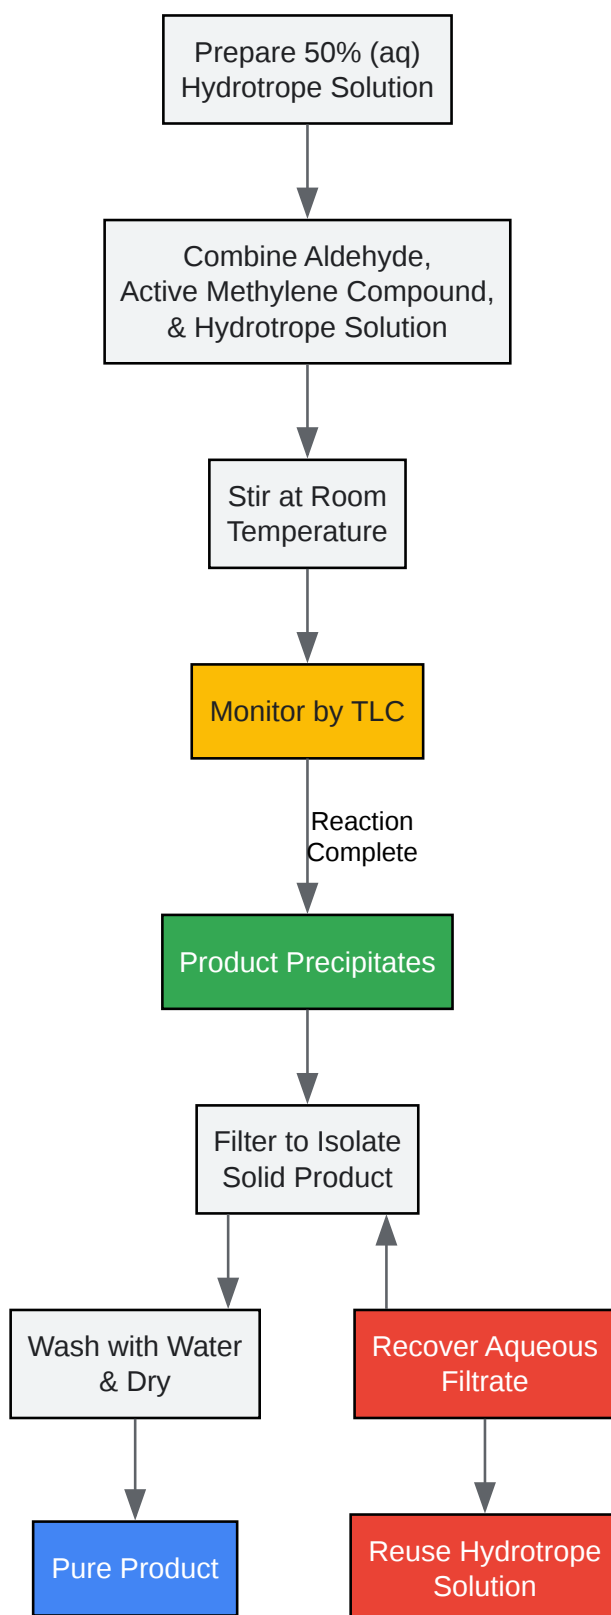 Prepare 50% (aq)
Hydrotrope Solution
Combine Aldehyde,
Active Methylene Compound,
& Hydrotrope Solution
Stir at Room
Temperature
Monitor by TLC
Reaction
Complete
Product Precipitates
Filter to Isolate
Solid Product
Wash with Water
& Dry
Recover Aqueous
Filtrate
Pure Product
Reuse Hydrotrope
Solution